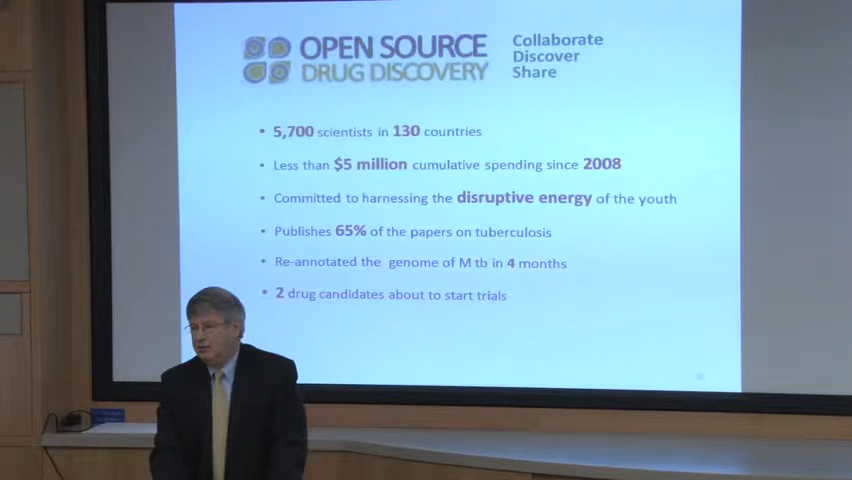 OPEN SOURCE
DRUG DISCOVERY
Collaborate
Discover
Share
• 5,700 scientists in 130 countries
• Less than $5 million cumulative spending since 2008
• Committed to harnessing the disruptive energy of the youth
• Publishes 65% of the papers on tuberculosis
• Re-annotated the genome of M tb in 4 months
• 2 drug candidates about to start trials